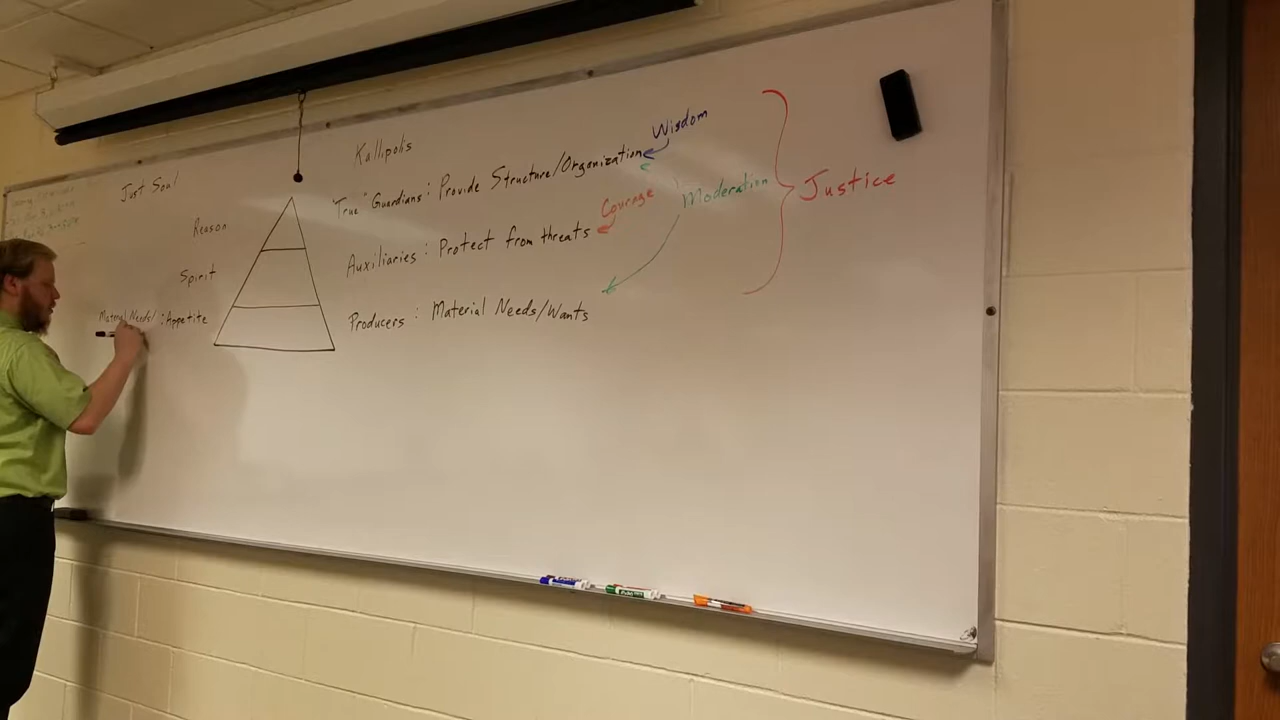 Just Soul
Kallipolis
Wisdom
Reason
"True" Guardians: Provide Structure/Organization
Moderation
Justice
Courage
Spirit
Auxiliaries: Protect from threats
Material Needs/ : Appetite
Producers: Material Needs/Wants